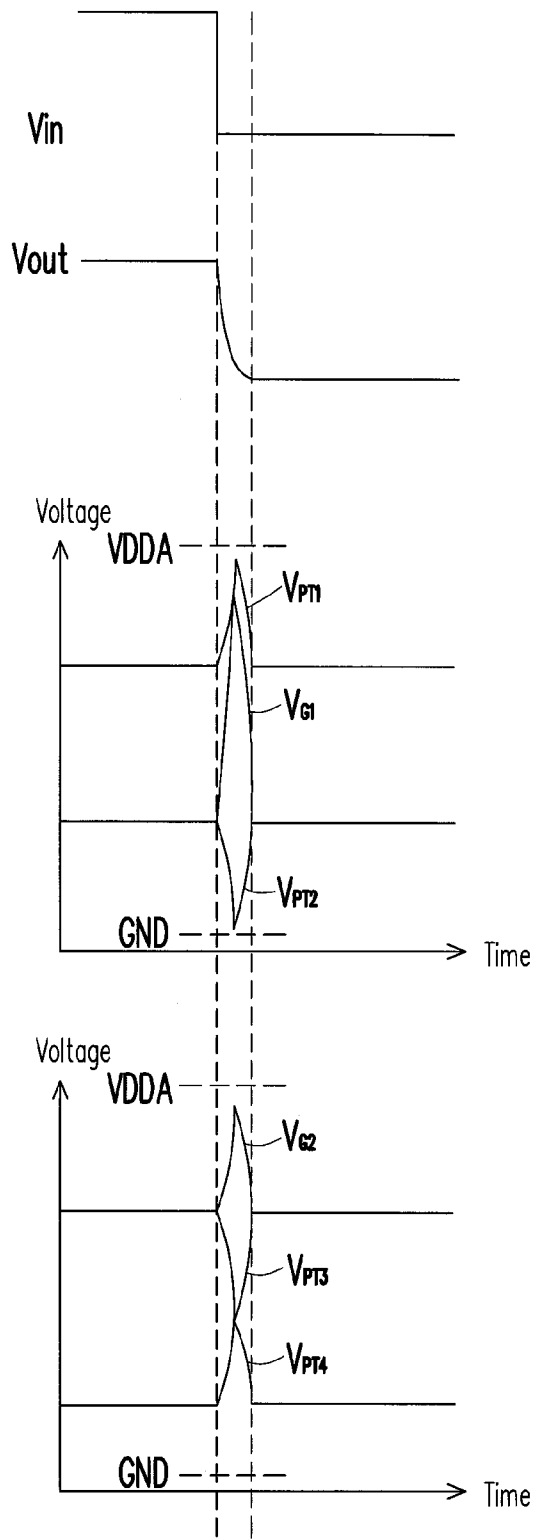 Vin
Vout
Voltage
VDDA
VPT1
VG1
VPT2
GND
Time
Voltage
VDDA
VG2
VPT3
VPT4
GND
Time